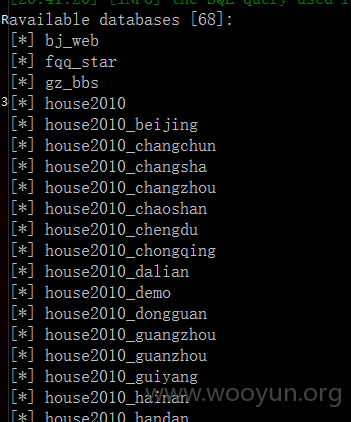 [20:41:20] [INFO] the SQL query used r
Ravailable databases [68]:
[*] bj_web
[*] fqq_star
[*] gz_bbs
3[*] house2010
[*] house2010_beijing
[*] house2010_changchun
[*] house2010_changsha
[*] house2010_changzhou
[*] house2010_chaoshan
[*] house2010_chengdu
[*] house2010_chongqing
[*] house2010_dalian
[*] house2010_demo
[*] house2010_dongguan
[*] house2010_guangzhou
[*] house2010_guanzhou
[*] house2010_guiyang
[*] house2010_hainan
[*] house2010_handan
www.wooyun.org